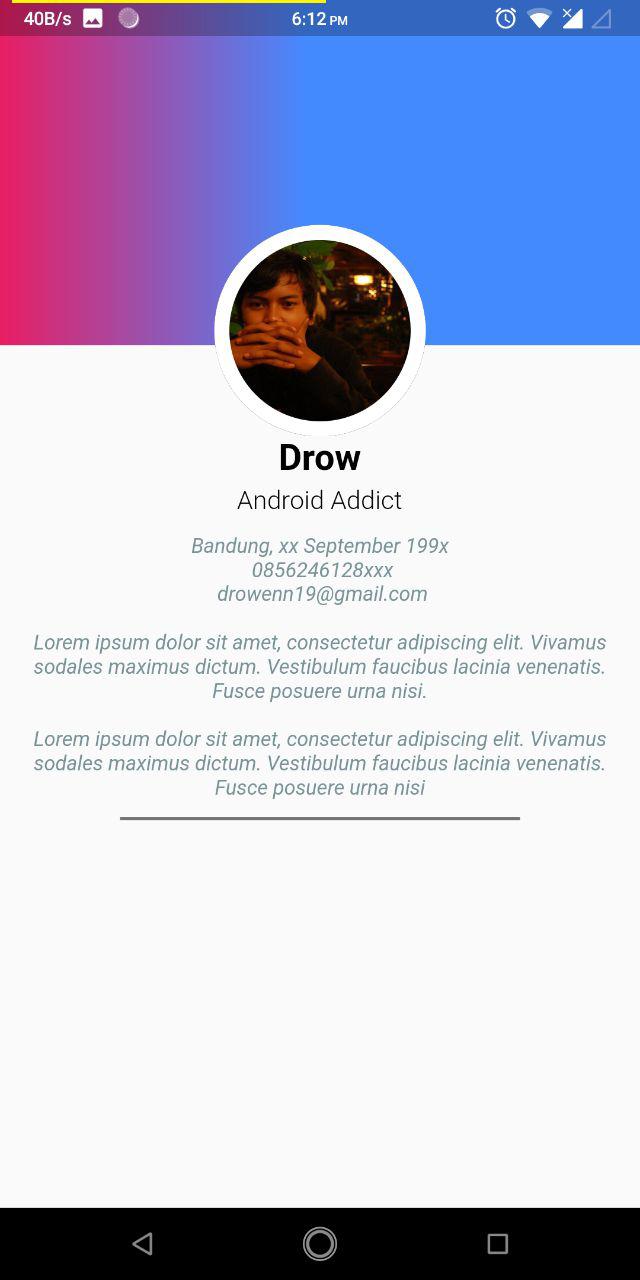 40B/s 6:12 PM
Drow
Android Addict
Bandung, xx September 199x
0856246128xxx
drowenn19@gmail.com
Lorem ipsum dolor sit amet, consectetur adipiscing elit. Vivamus
sodales maximus dictum. Vestibulum faucibus lacinia venenatis.
Fusce posuere urna nisi.
Lorem ipsum dolor sit amet, consectetur adipiscing elit. Vivamus
sodales maximus dictum. Vestibulum faucibus lacinia venenatis.
Fusce posuere urna nisi